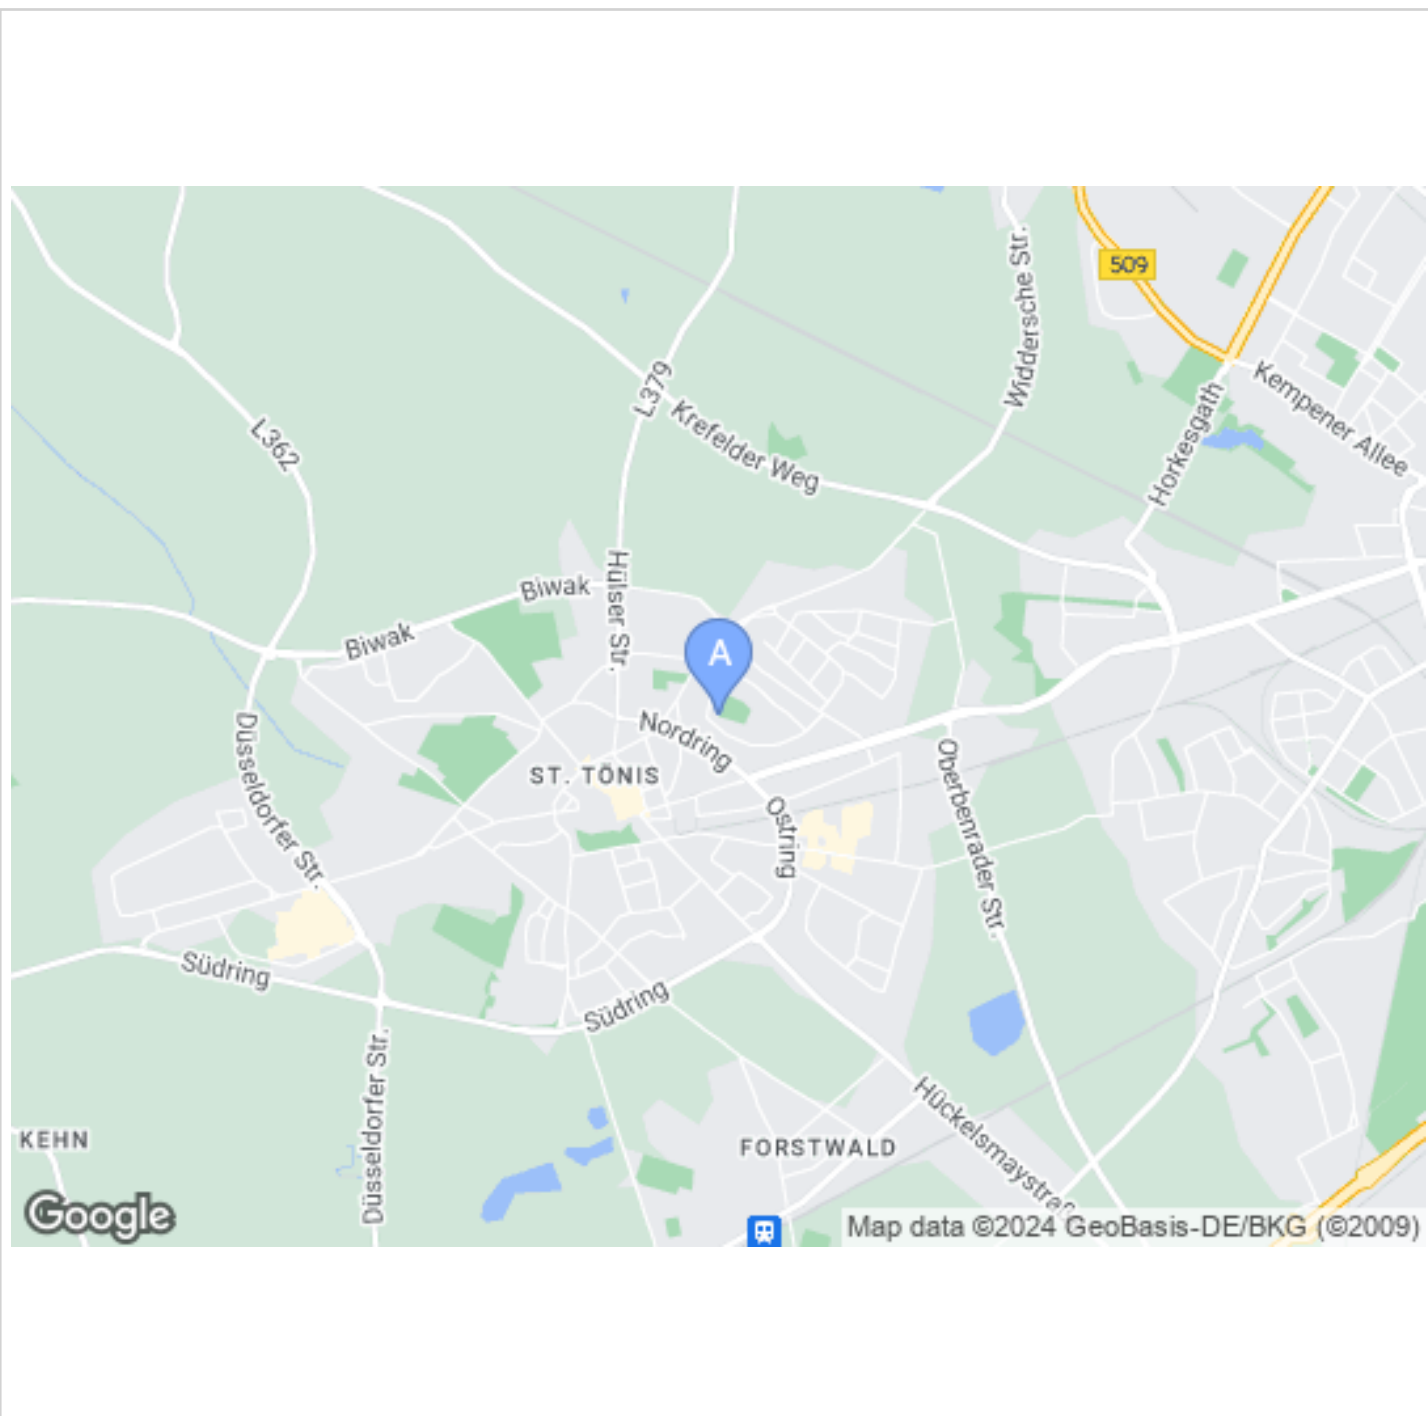 509
Widdersche Str.
L379
Kempener Allee
Horkesgath
Krefelder Weg
L362
Biwak
Hülser Str.
Biwak
A
Nordring
Düsseldorfer Str.
ST. TÖNIS
Oberbenrader Str.
Ostring
Südring
Südring
Düsseldorfer Str.
Hückelsmaystraß
KEHN
FORSTWALD
Google
Map data ©2024 GeoBasis-DE/BKG (©2009)